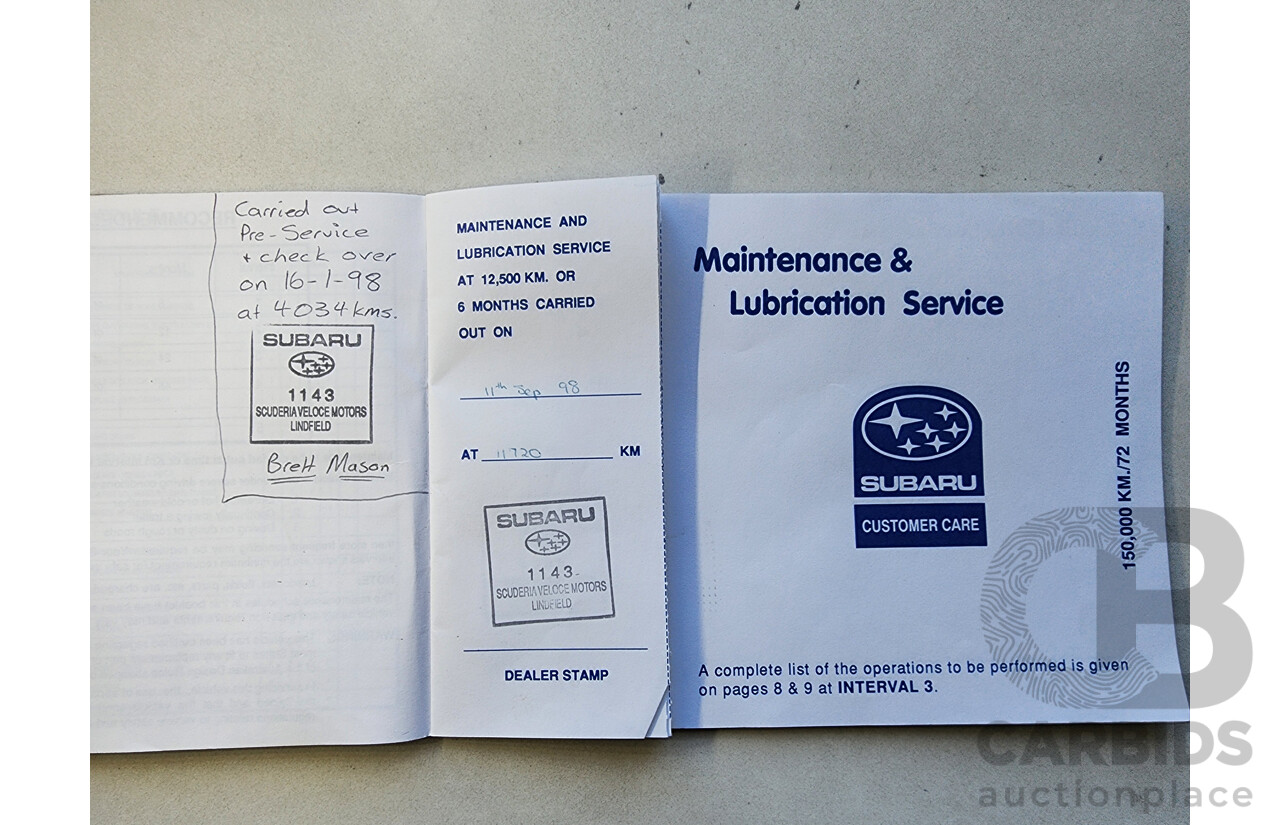 Carried out
Pre-Service
+ check over
on 16-1-98
at 4034kms.
SUBARU
1143
SCUDERIA VELOCE MOTORS
LINDFIELD
Brett Mason
MAINTENANCE AND
LUBRICATION SERVICE
AT 12,500 KM. OR
6 MONTHS CARRIED
OUT ON
11th Sep 98
AT 11720 KM
SUBARU
1143
SCUDERIA VELOCE MOTORS
LINDFIELD
DEALER STAMP
Maintenance &
Lubrication Service
SUBARU
CUSTOMER CARE
150,000 KM./72 MONTHS
A complete list of the operations to be performed is given
on pages 8 & 9 at INTERVAL 3.
CB
CARBIDS
auctionplace